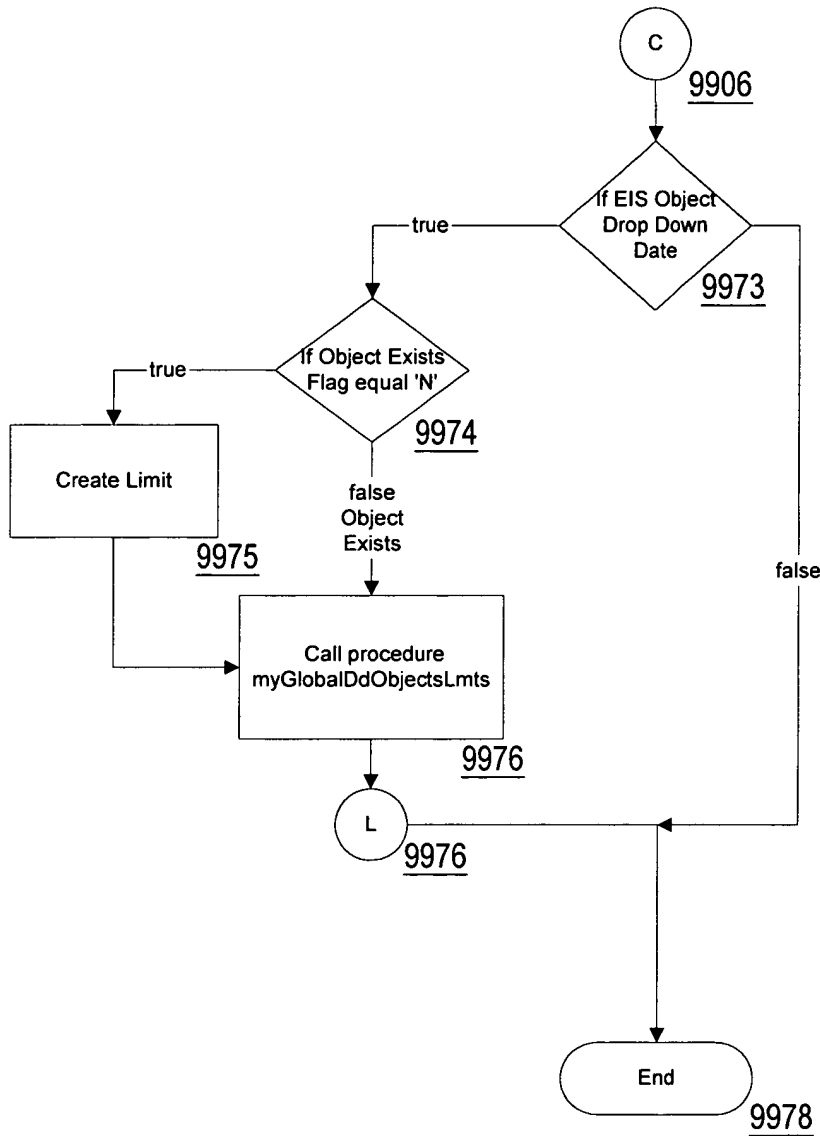 C
9906
If EIS Object
Drop Down
Date
9973
true
If Object Exists
Flag equal 'N'
9974
true
Create Limit
9975
false
Object
Exists
false
Call procedure
myGlobalDdObjectsLmts
9976
L
9976
End
9978